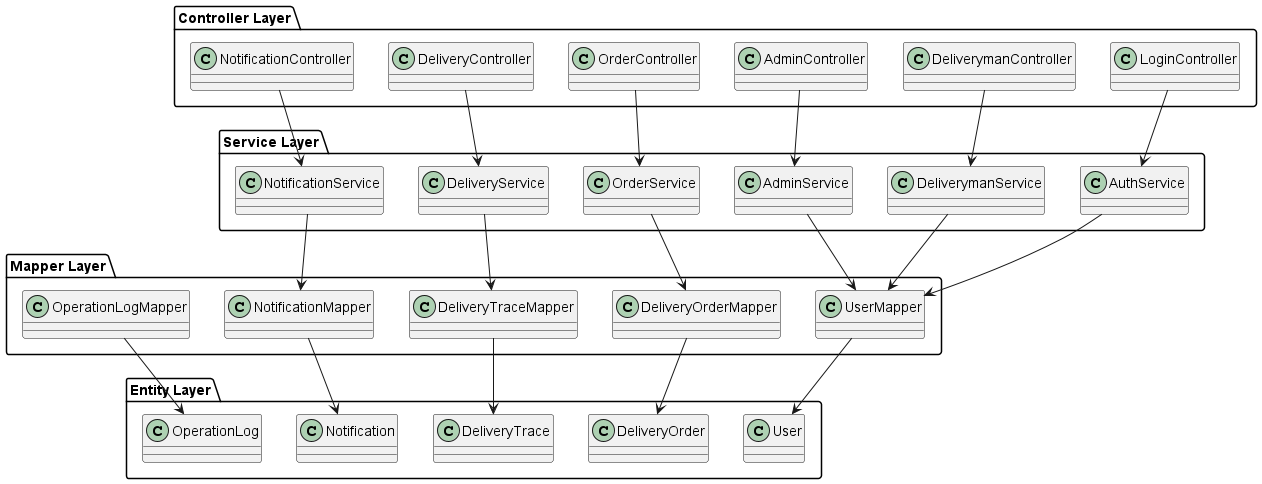 Controller Layer
C NotificationController
C DeliveryController
C OrderController
C AdminController
C DeliverymanController
C LoginController
Service Layer
C NotificationService
C DeliveryService
C OrderService
C AdminService
C DeliverymanService
C AuthService
Mapper Layer
C OperationLogMapper
C NotificationMapper
C DeliveryTraceMapper
C DeliveryOrderMapper
C UserMapper
Entity Layer
C OperationLog
C Notification
C DeliveryTrace
C DeliveryOrder
C User